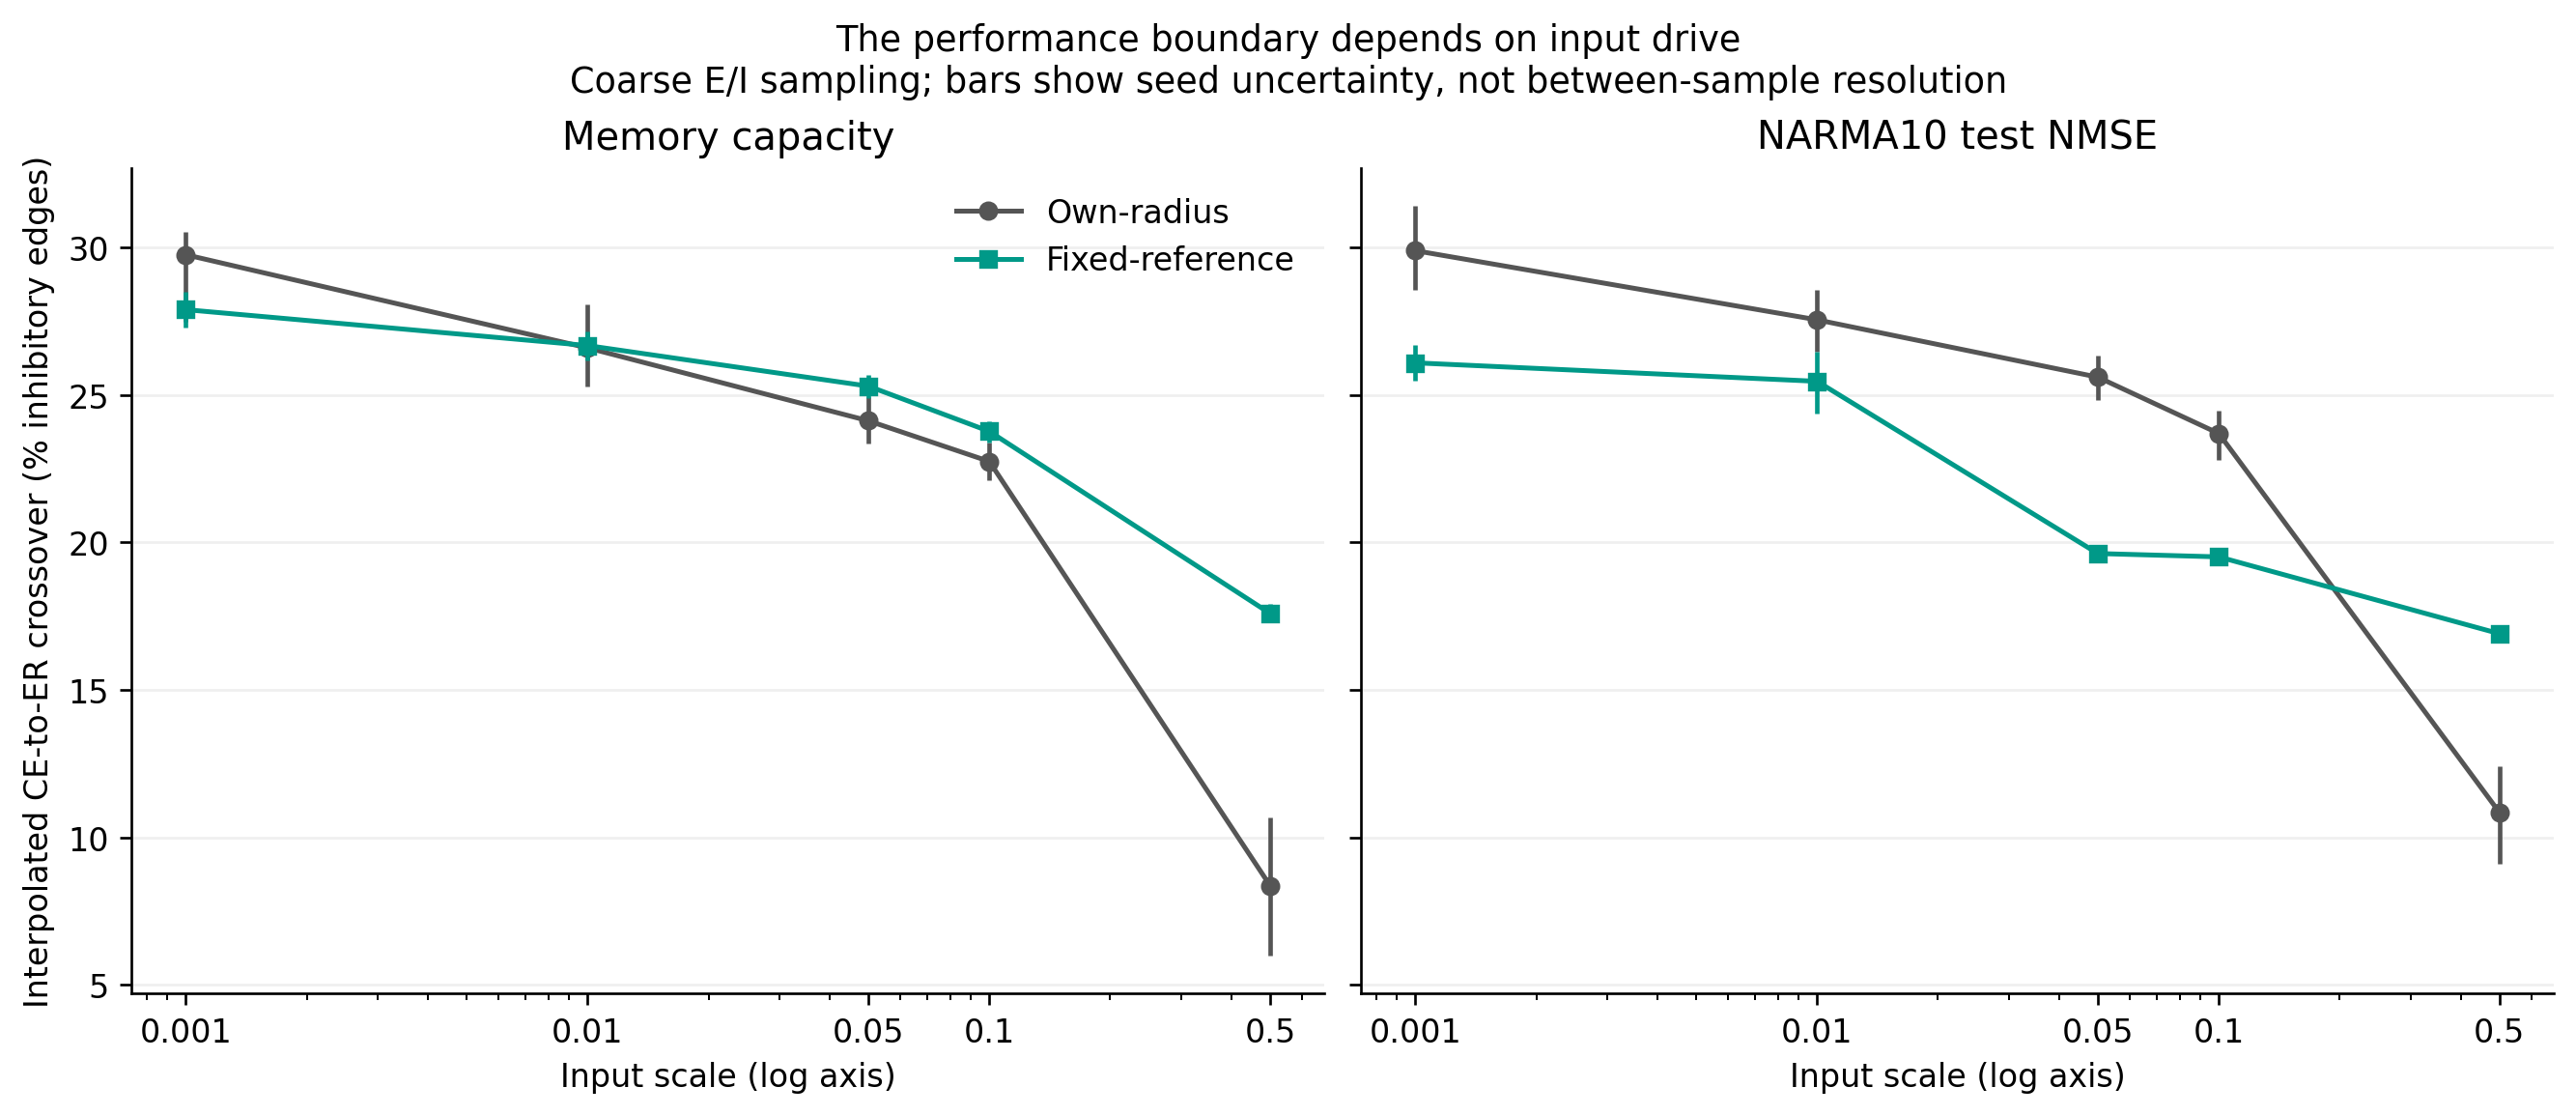 The performance boundary depends on input drive
Coarse E/I sampling; bars show seed uncertainty, not between-sample resolution
Memory capacity
Interpolated CE-to-ER crossover (% inhibitory edges)
30
25
20
15
10
5
Own-radius
Fixed-reference
0.001
0.01
0.05
0.1
0.5
Input scale (log axis)
NARMA10 test NMSE
0.001
0.01
0.05
0.1
0.5
Input scale (log axis)